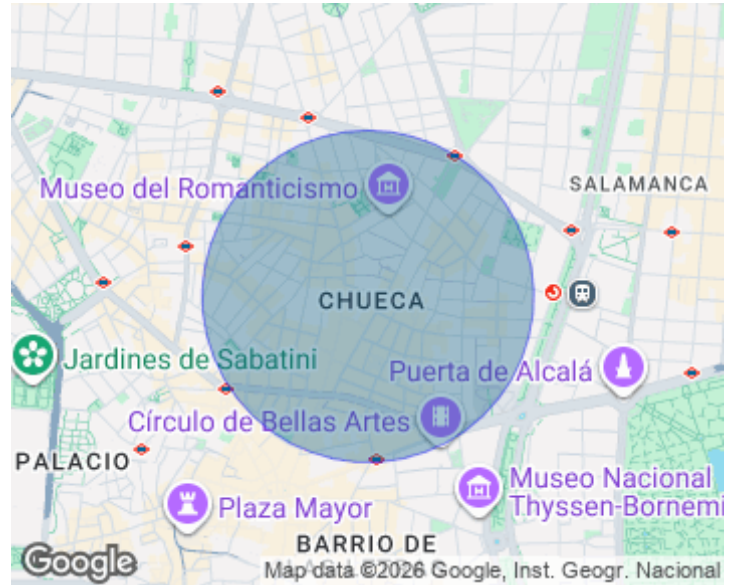 Museo del Romanticismo
SALAMANCA
CHUECA
Jardines de Sabatini
Puerta de Alcalá
Círculo de Bellas Artes
PALACIO
Museo Nacional
Thyssen-Bornemi
Plaza Mayor
BARRIO DE
Google
Map data ©2026 Google, Inst. Geogr. Nacional